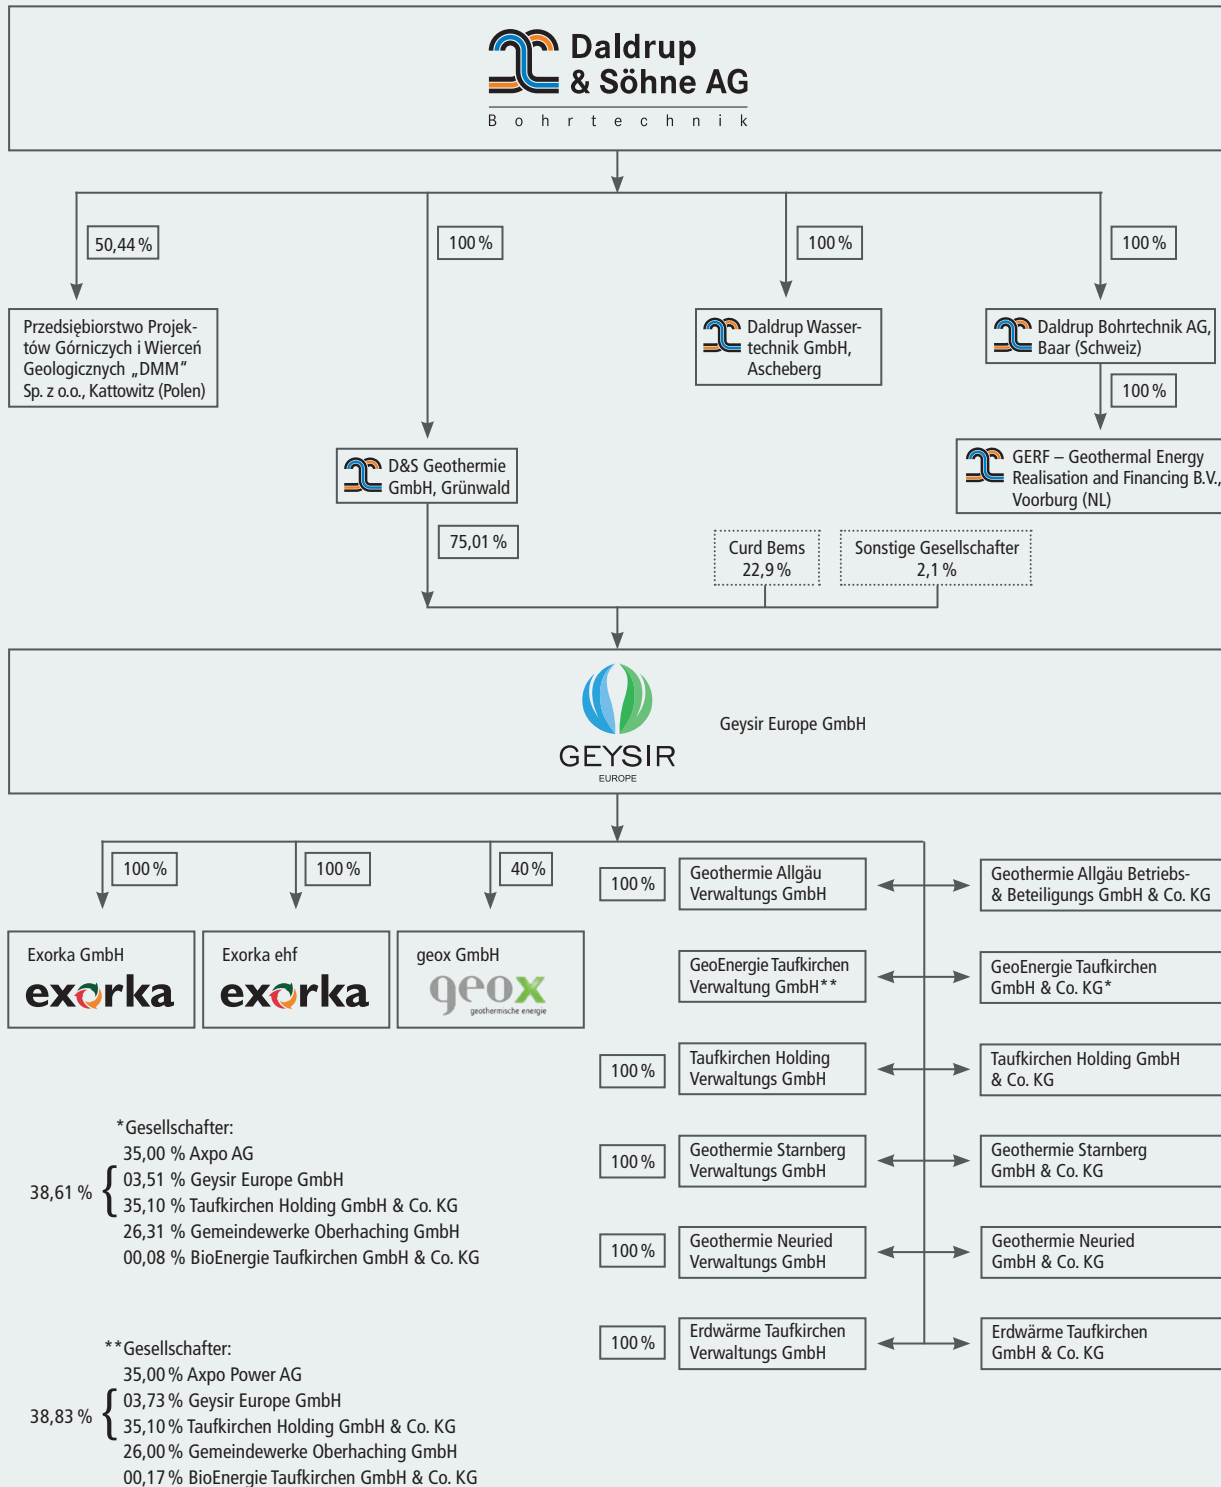 Daldrup
& Söhne AG
Bohrtechnik
50,44 %
100 %
100 %
100 %
Przedsiębiorstwo Projek-
tów Górniczych i Wierceń
Geologicznych „DMM“
Sp. z o.o., Kattowitz (Polen)
Daldrup Wasser-
technik GmbH,
Ascheberg
Daldrup Bohrtechnik AG,
Baar (Schweiz)
100 %
D&S Geothermie
GmbH, Grünwald
GERF – Geothermal Energy
Realisation and Financing B.V.,
Voorburg (NL)
75,01 %
Curd Bems
22,9 %
Sonstige Gesellschafter
2,1 %
GEYSIR
EUROPE
Geysir Europe GmbH
100 %
100 %
40 %
Exorka GmbH
exorka
Exorka ehf
exorka
geox GmbH
geox
geothermische energie
100 %
Geothermie Allgäu
Verwaltungs GmbH
Geothermie Allgäu Betriebs-
& Beteiligungs GmbH & Co. KG
GeoEnergie Taufkirchen
Verwaltung GmbH**
GeoEnergie Taufkirchen
GmbH & Co. KG*
100 %
Taufkirchen Holding
Verwaltungs GmbH
Taufkirchen Holding GmbH
& Co. KG
100 %
Geothermie Starnberg
Verwaltungs GmbH
Geothermie Starnberg
GmbH & Co. KG
100 %
Geothermie Neuried
Verwaltungs GmbH
Geothermie Neuried
GmbH & Co. KG
100 %
Erdwärme Taufkirchen
Verwaltungs GmbH
Erdwärme Taufkirchen
GmbH & Co. KG
*Gesellschafter:
35,00 % Axpo AG
38,61 % { 03,51 % Geysir Europe GmbH
35,10 % Taufkirchen Holding GmbH & Co. KG
26,31 % Gemeindewerke Oberhaching GmbH
00,08 % BioEnergie Taufkirchen GmbH & Co. KG
**Gesellschafter:
35,00 % Axpo Power AG
38,83 % { 03,73 % Geysir Europe GmbH
35,10 % Taufkirchen Holding GmbH & Co. KG
26,00 % Gemeindewerke Oberhaching GmbH
00,17 % BioEnergie Taufkirchen GmbH & Co. KG